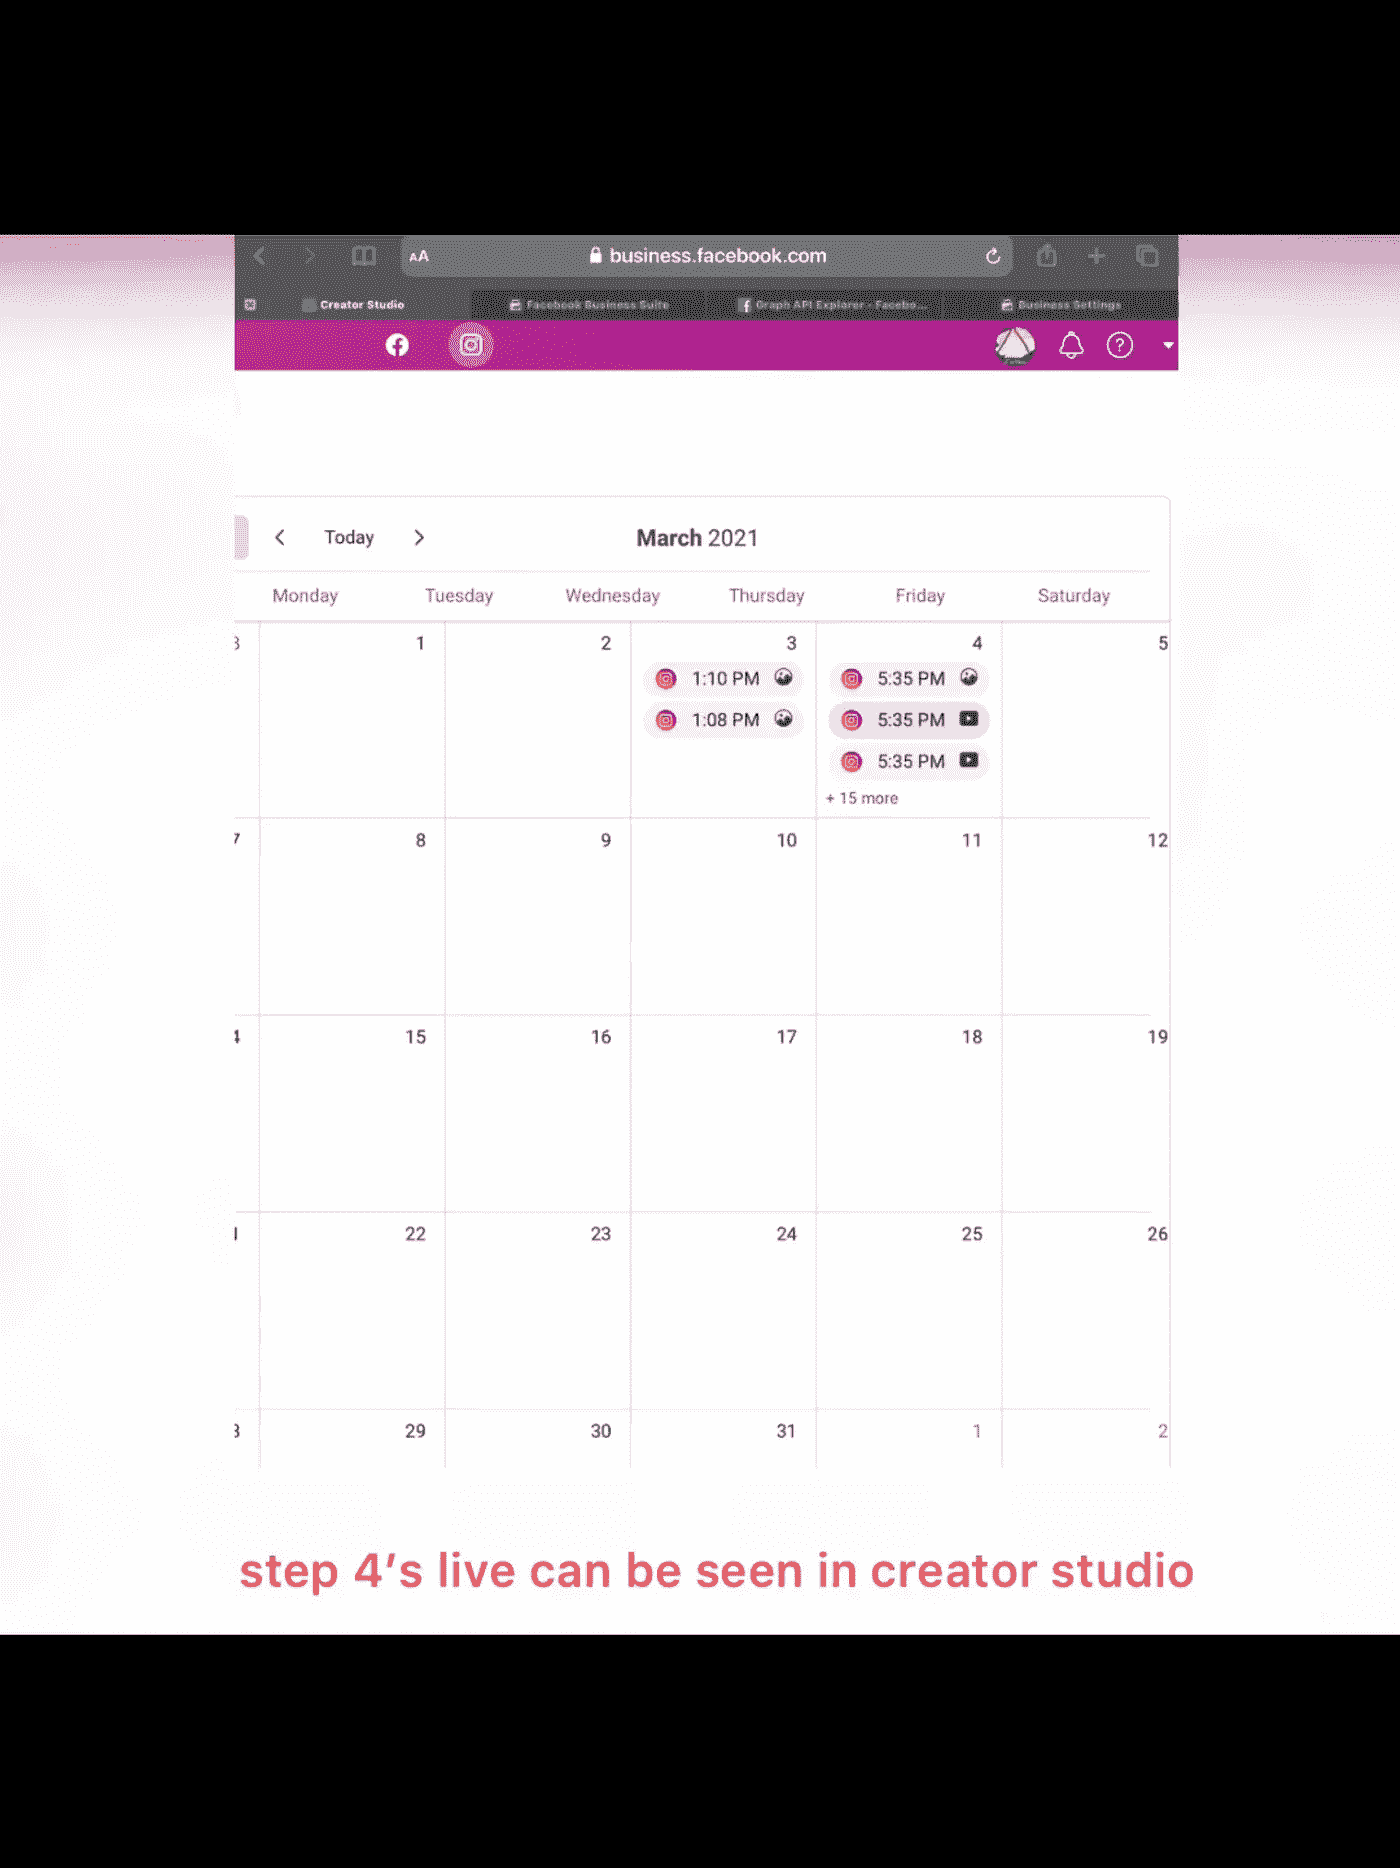 AA business.facebook.com
Creator Studio Facebook Business Suite Graph API Explorer - Facebo... Business Settings
Today March 2021
Monday Tuesday Wednesday Thursday Friday Saturday
1 2 3 4 5
1:10 PM 5:35 PM
1:08 PM 5:35 PM
5:35 PM
+ 15 more
7 8 9 10 11 12
4 15 16 17 18 19
22 23 24 25 26
29 30 31 1 2
step 4's live can be seen in creator studio